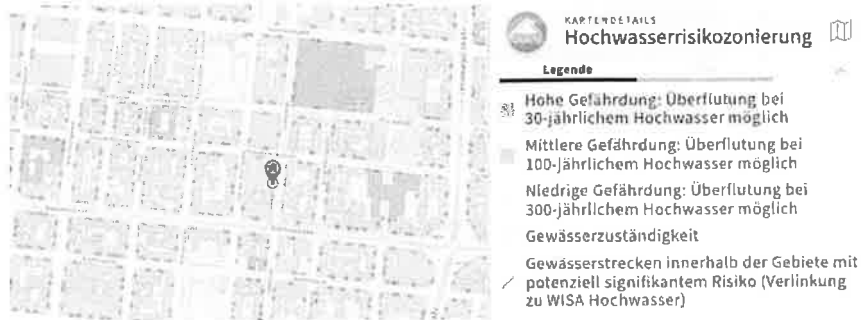 KARTENDETAILS
Hochwasserrisikozonierung
Legende
Hohe Gefährdung: Überflutung bei
30-jährlichem Hochwasser möglich
Mittlere Gefährdung: Überflutung bei
100-jährlichem Hochwasser möglich
Niedrige Gefährdung: Überflutung bei
300-jährlichem Hochwasser möglich
Gewässerzuständigkeit
Gewässerstrecken innerhalb der Gebiete mit
potenziell signifikantem Risiko (Verlinkung
zu WISA Hochwasser)